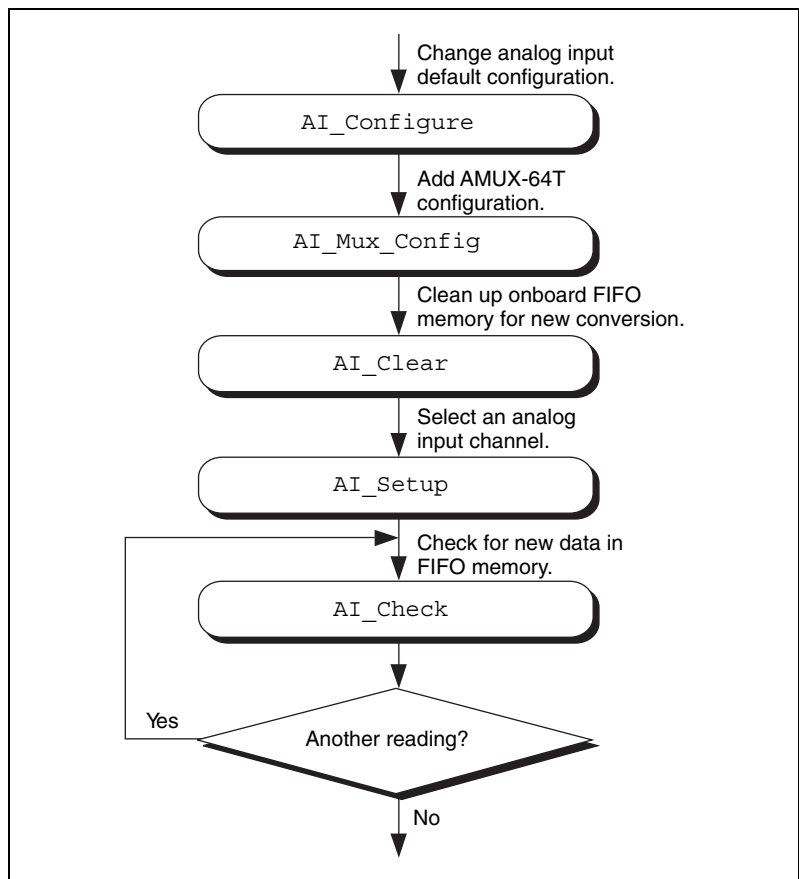 Change analog input
default configuration.
AI_Configure
Add AMUX-64T
configuration.
AI_Mux_Config
Clean up onboard FIFO
memory for new conversion.
AI_Clear
Select an analog
input channel.
AI_Setup
Check for new data in
FIFO memory.
AI_Check
Yes
Another reading?
No